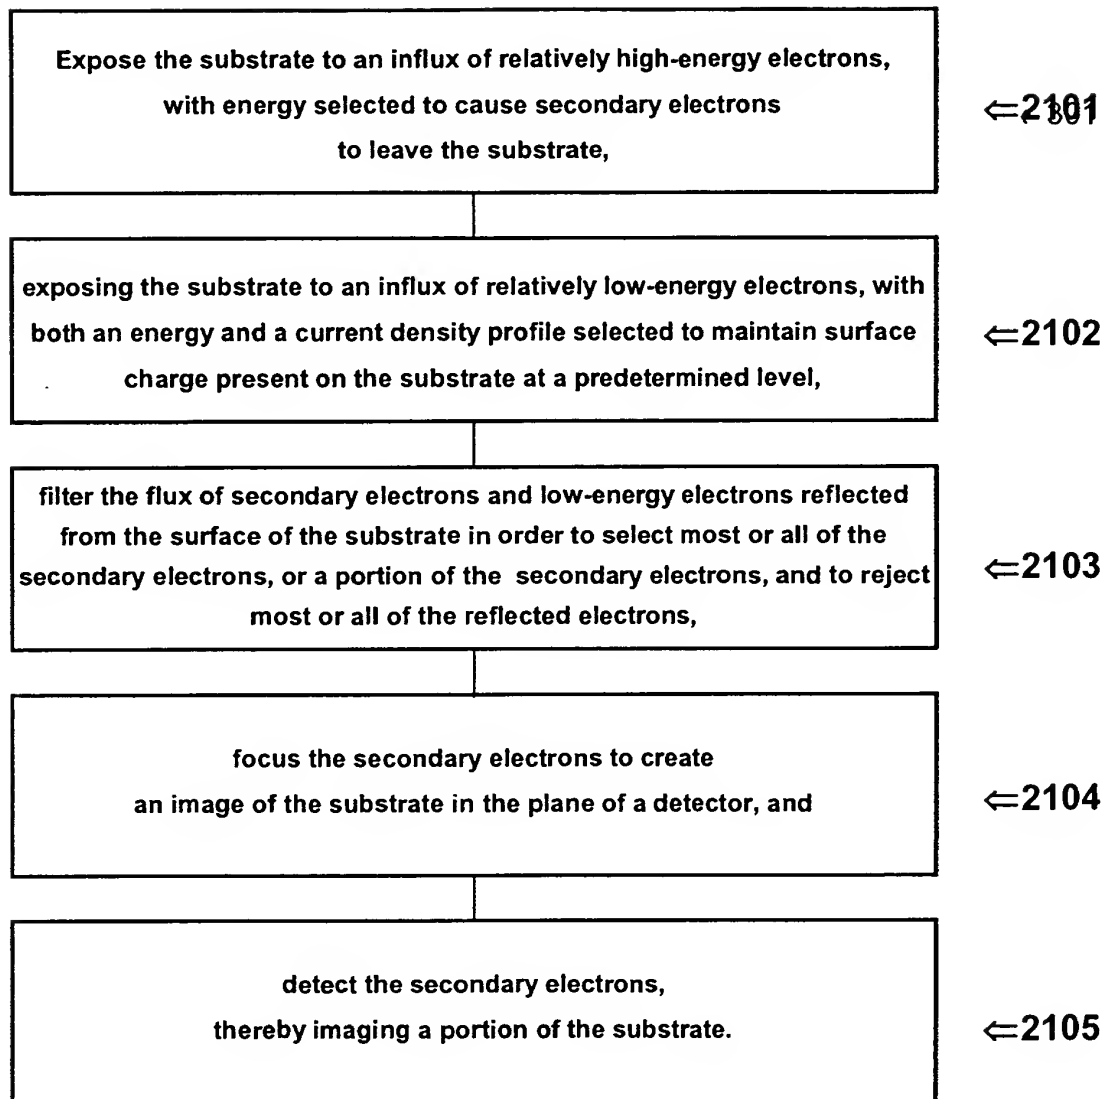 Expose the substrate to an influx of relatively high-energy electrons,
with energy selected to cause secondary electrons
to leave the substrate,
⇐2101
exposing the substrate to an influx of relatively low-energy electrons, with
both an energy and a current density profile selected to maintain surface
charge present on the substrate at a predetermined level,
⇐2102
filter the flux of secondary electrons and low-energy electrons reflected
from the surface of the substrate in order to select most or all of the
secondary electrons, or a portion of the secondary electrons, and to reject
most or all of the reflected electrons,
⇐2103
focus the secondary electrons to create
an image of the substrate in the plane of a detector, and
⇐2104
detect the secondary electrons,
thereby imaging a portion of the substrate.
⇐2105